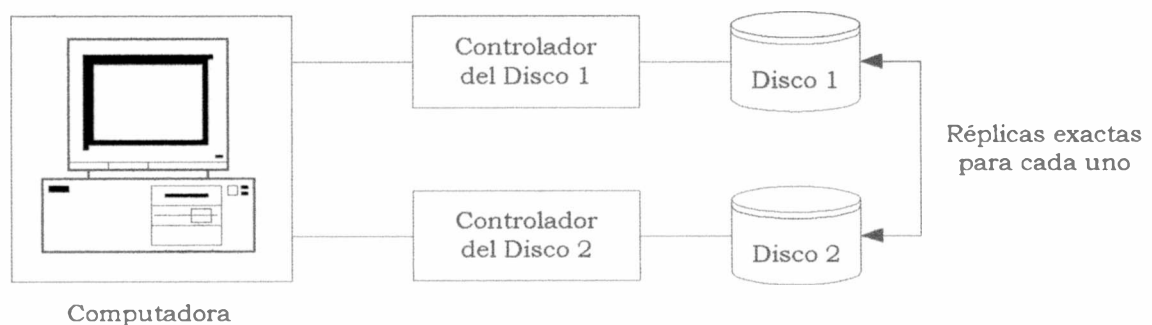 Controlador
del Disco 1
Disco 1
Réplicas exactas
para cada uno
Controlador
del Disco 2
Disco 2
Computadora